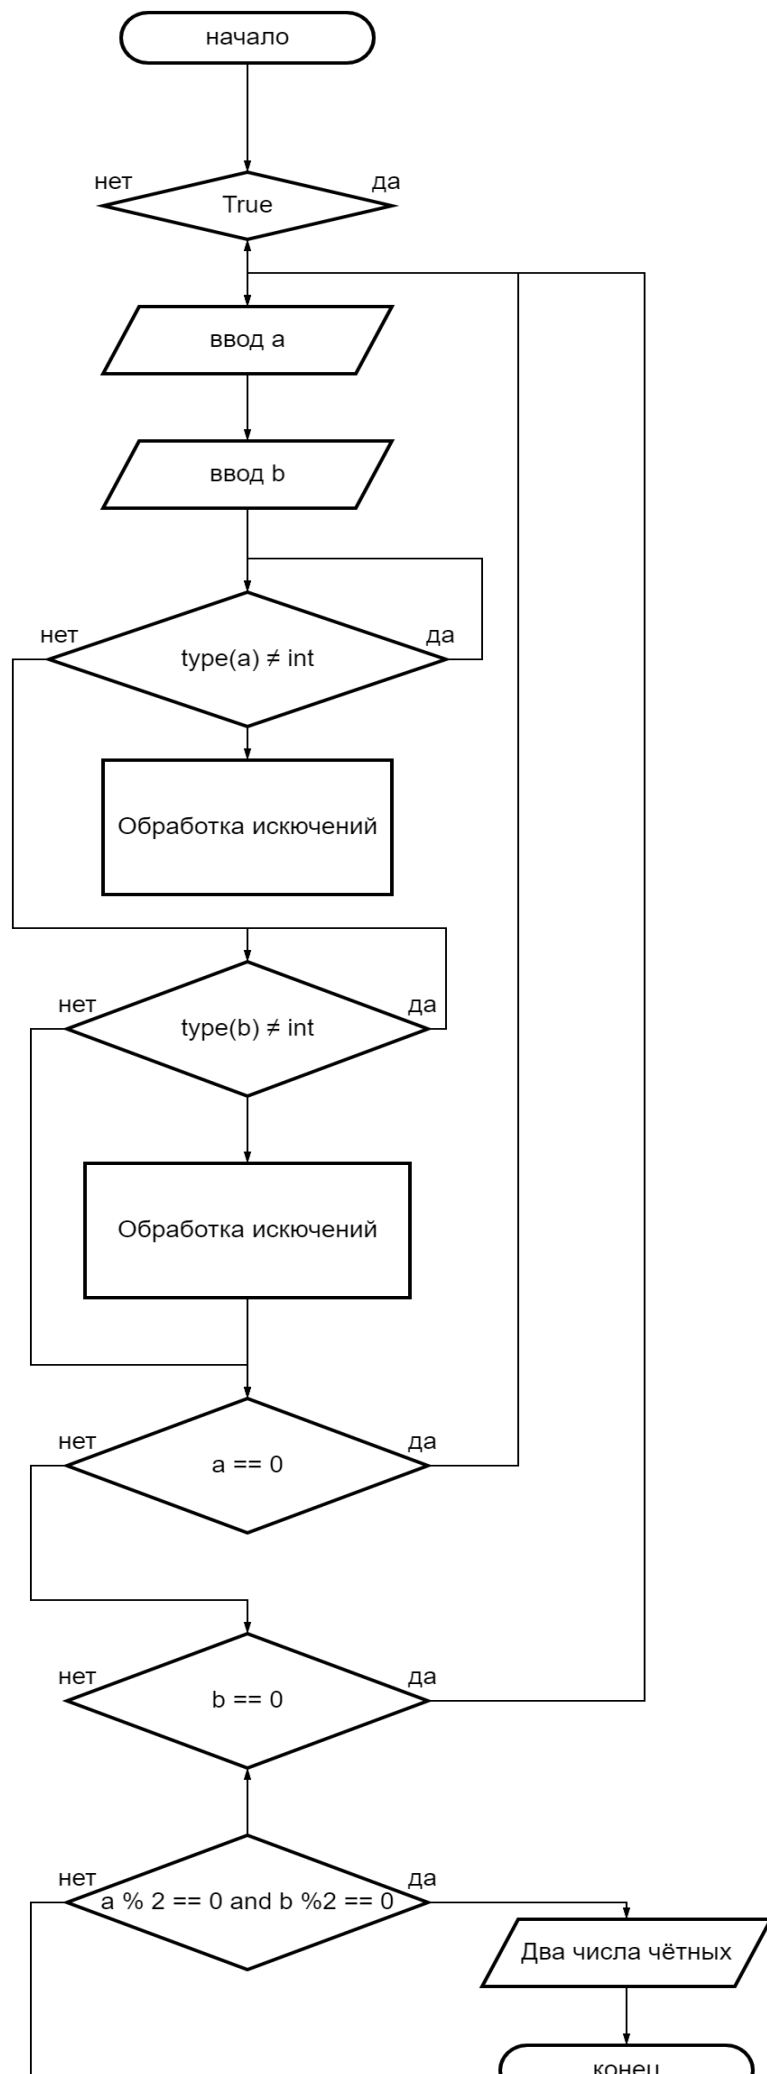 начало
нет
да
True
ввод a
ввод b
нет
да
type(a) ≠ int
Обработка искючений
нет
да
type(b) ≠ int
Обработка искючений
нет
да
a == 0
нет
да
b == 0
нет
да
a % 2 == 0 and b %2 == 0
Два числа чётных
конец